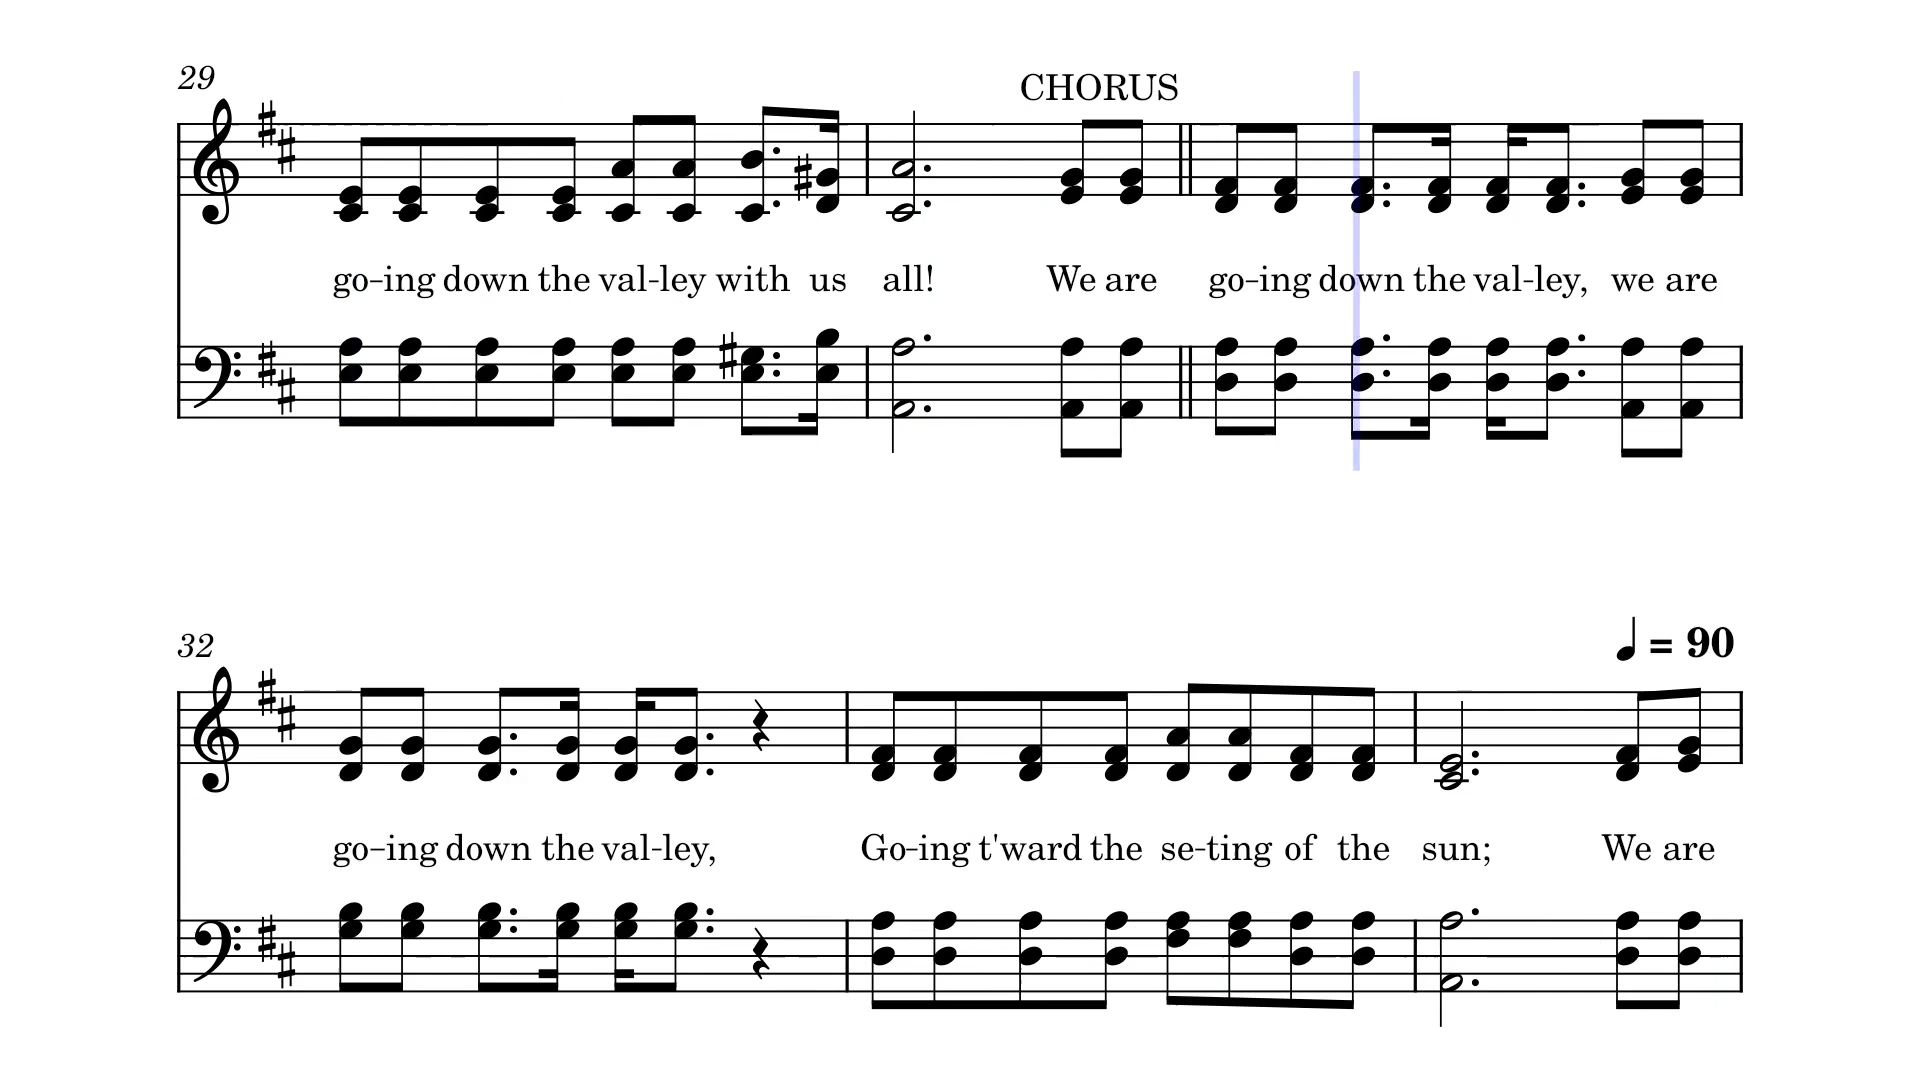 29
CHORUS
go-ing down the val-ley with us all! We are go-ing down the val-ley, we are
32
= 90
go-ing down the val-ley, Go-ing t'ward the se-ting of the sun; We are